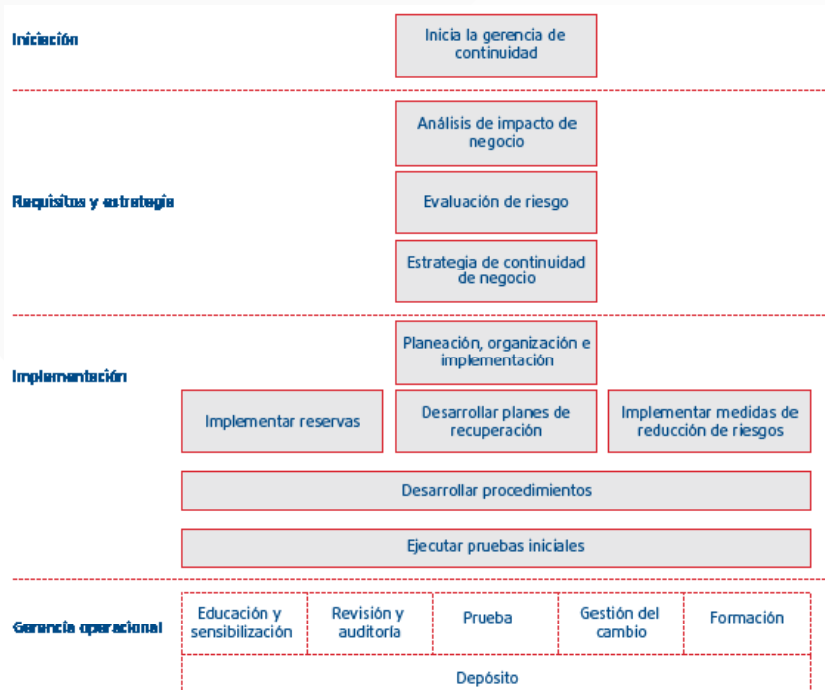 Iniciación
Inicia la gerencia de
continuidad
Análisis de impacto de
negocio
Requisitos y estrategia
Evaluación de riesgo
Estrategia de continuidad
de negocio
Implementación
Planeación, organización e
implementación
Implementar reservas
Desarrollar planes de
recuperación
Implementar medidas de
reducción de riesgos
Desarrollar procedimientos
Ejecutar pruebas iniciales
Gerencia operacional
Educación y
sensibilización
Revisión y
auditoría
Prueba
Gestión del
cambio
Formación
Depósito